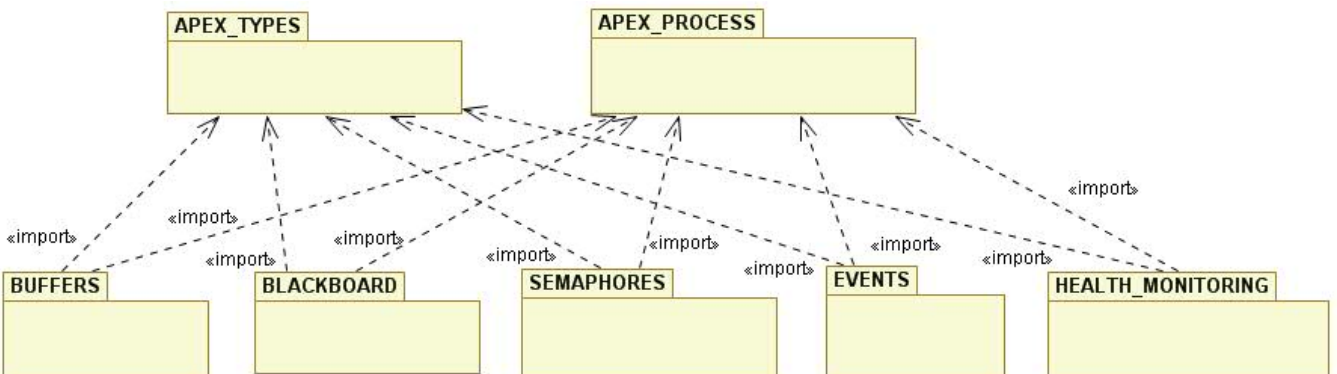 APEX_TYPES
APEX_PROCESS
«import»
«import»
«import»
«import»
«import»
«import»
«import»
«import»
«import»
«import»
BUFFERS
BLACKBOARD
SEMAPHORES
EVENTS
HEALTH_MONITORING